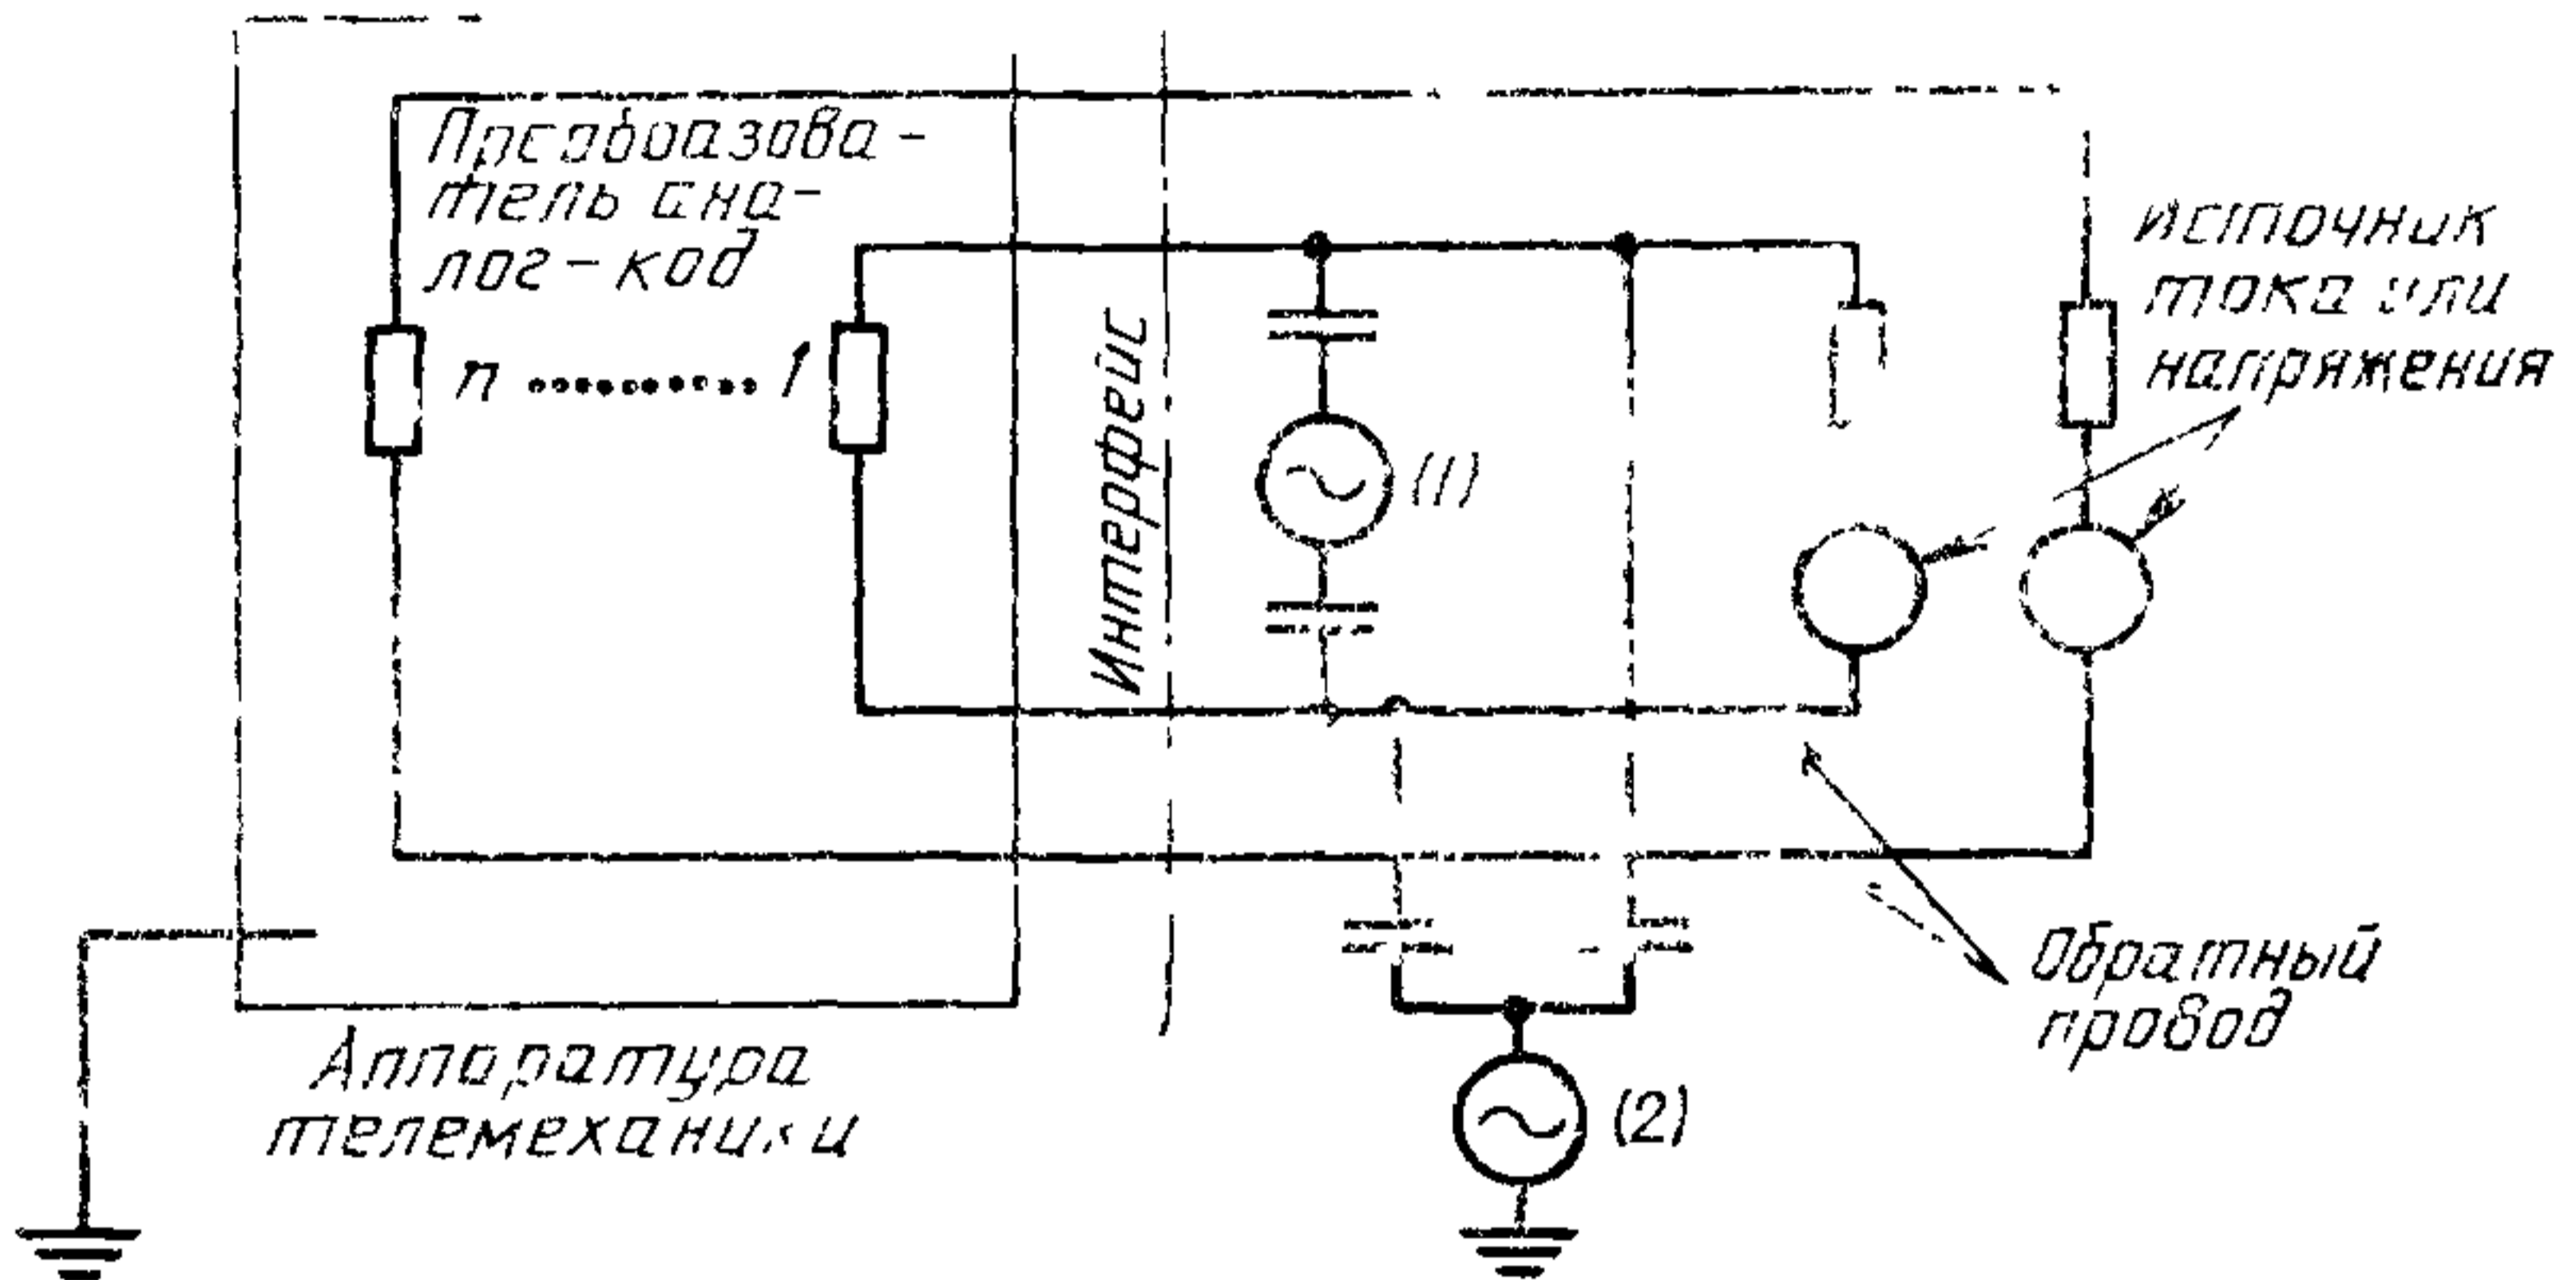 Преобразова-
тель ана-
лог-код
n ......... 1
Интерфейс
(1)
Источник
тока или
напряжения
Обратный
провод
Аппаратура
телемеханики
(2)